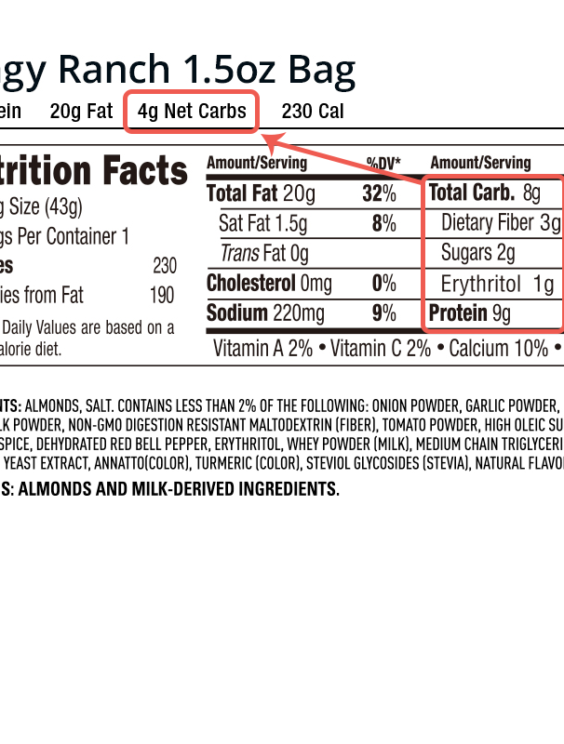 gy Ranch 1.5oz Bag
ein 20g Fat 4g Net Carbs 230 Cal
trition Facts
g Size (43g)
gs Per Container 1
es 230
ies from Fat 190
Daily Values are based on a
alorie diet.
Amount/Serving %DV* Amount/Serving
Total Fat 20g 32% Total Carb. 8g
Sat Fat 1.5g 8% Dietary Fiber 3g
Trans Fat 0g Sugars 2g
Cholesterol 0mg 0% Erythritol 1g
Sodium 220mg 9% Protein 9g
Vitamin A 2% • Vitamin C 2% • Calcium 10% •
NTS: ALMONDS, SALT. CONTAINS LESS THAN 2% OF THE FOLLOWING: ONION POWDER, GARLIC POWDER,
LK POWDER, NON-GMO DIGESTION RESISTANT MALTODEXTRIN (FIBER), TOMATO POWDER, HIGH OLEIC SU
SPICE, DEHYDRATED RED BELL PEPPER, ERYTHRITOL, WHEY POWDER (MILK), MEDIUM CHAIN TRIGLYCERI
YEAST EXTRACT, ANNATTO(COLOR), TURMERIC (COLOR), STEVIOL GLYCOSIDES (STEVIA), NATURAL FLAVO
S: ALMONDS AND MILK-DERIVED INGREDIENTS.